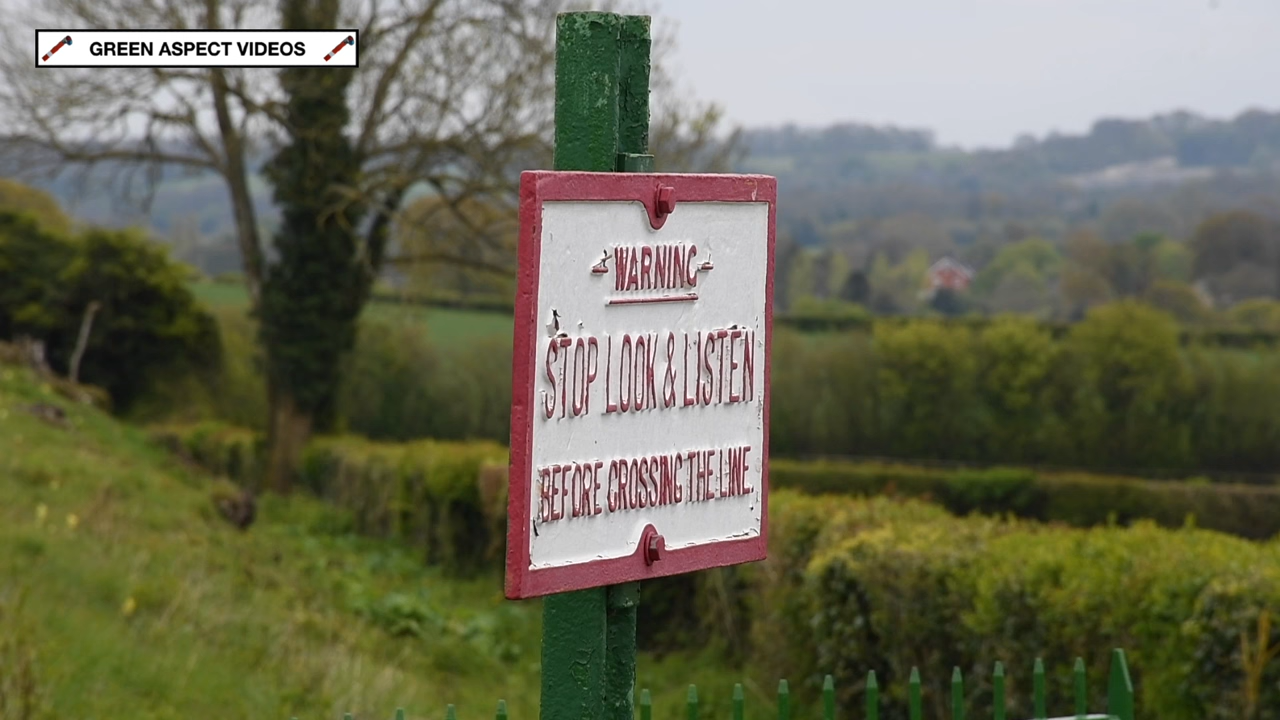 GREEN ASPECT VIDEOS
WARNING
STOP LOOK & LISTEN
BEFORE CROSSING THE LINE